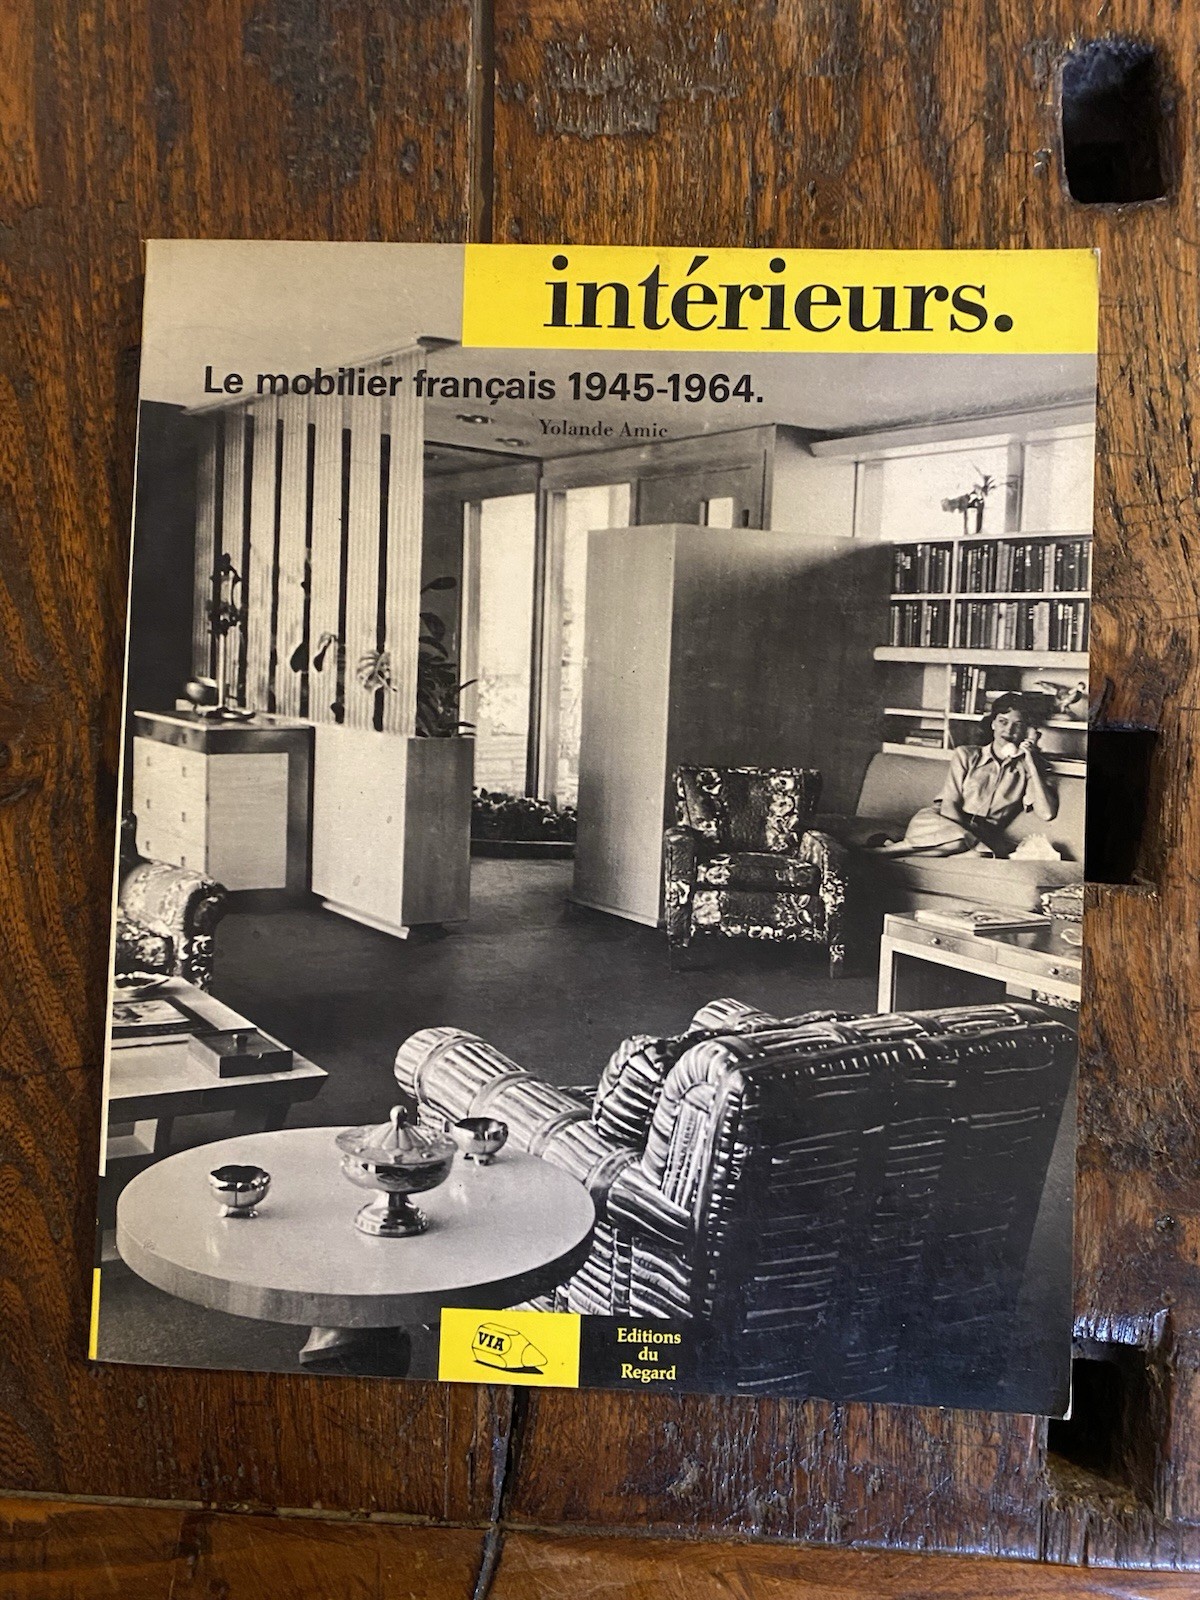 intérieurs.
Le mobilier français 1945-1964.
Yolande Amic
VIA
Editions
du
Regard